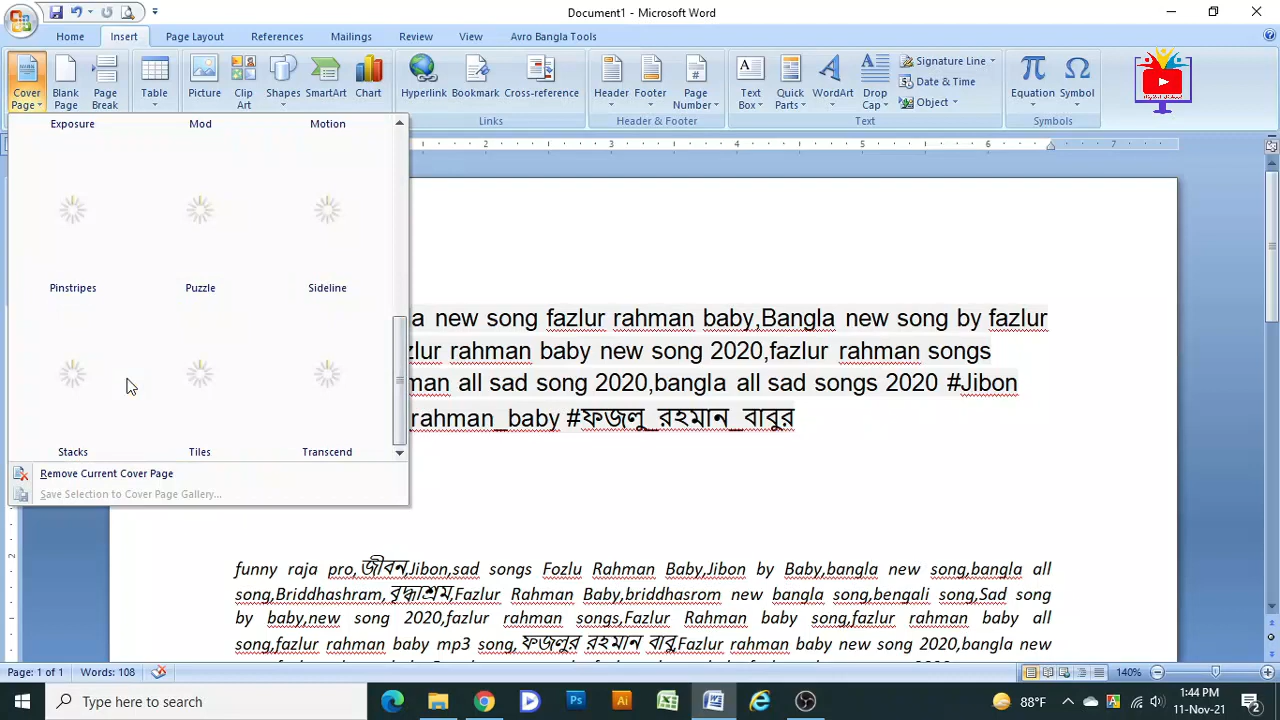 Document1 - Microsoft Word
Home Insert Page Layout References Mailings Review View Avro Bangla Tools
Cover Page Blank Page Page Break Table Picture Clip Art Shapes SmartArt Chart Hyperlink Bookmark Cross-reference Header Footer Page Number Text Box Quick Parts WordArt Drop Cap Signature Line Date & Time Object Equation Symbol
Links Header & Footer Text Symbols
Exposure Mod Motion
2 3 4 5 6 7
Pinstripes Puzzle Sideline
a new song fazlur rahman baby,Bangla new song by fazlur
zlur rahman baby new song 2020,fazlur rahman songs
man all sad song 2020,bangla all sad songs 2020 #Jibon
rahman_baby #ফজলু_রহমান_বাবুর
Stacks Tiles Transcend
Remove Current Cover Page
Save Selection to Cover Page Gallery...
2
funny raja pro,জীবন,Jibon,sad songs Fozlu Rahman Baby,Jibon by Baby,bangla new song,bangla all
song,Briddhashram,বৃদ্ধাশ্রম,Fazlur Rahman Baby,briddhasrom new bangla song,bengali song,Sad song
by baby,new song 2020,fazlur rahman songs,Fazlur Rahman baby song,fazlur rahman baby all
song,fazlur rahman baby mp3 song,ফজলুর রহমান বাবু,Fazlur rahman baby new song 2020,bangla new
Page: 1 of 1 Words: 108 140%
Type here to search 88°F 1:44 PM
11-Nov-21 2